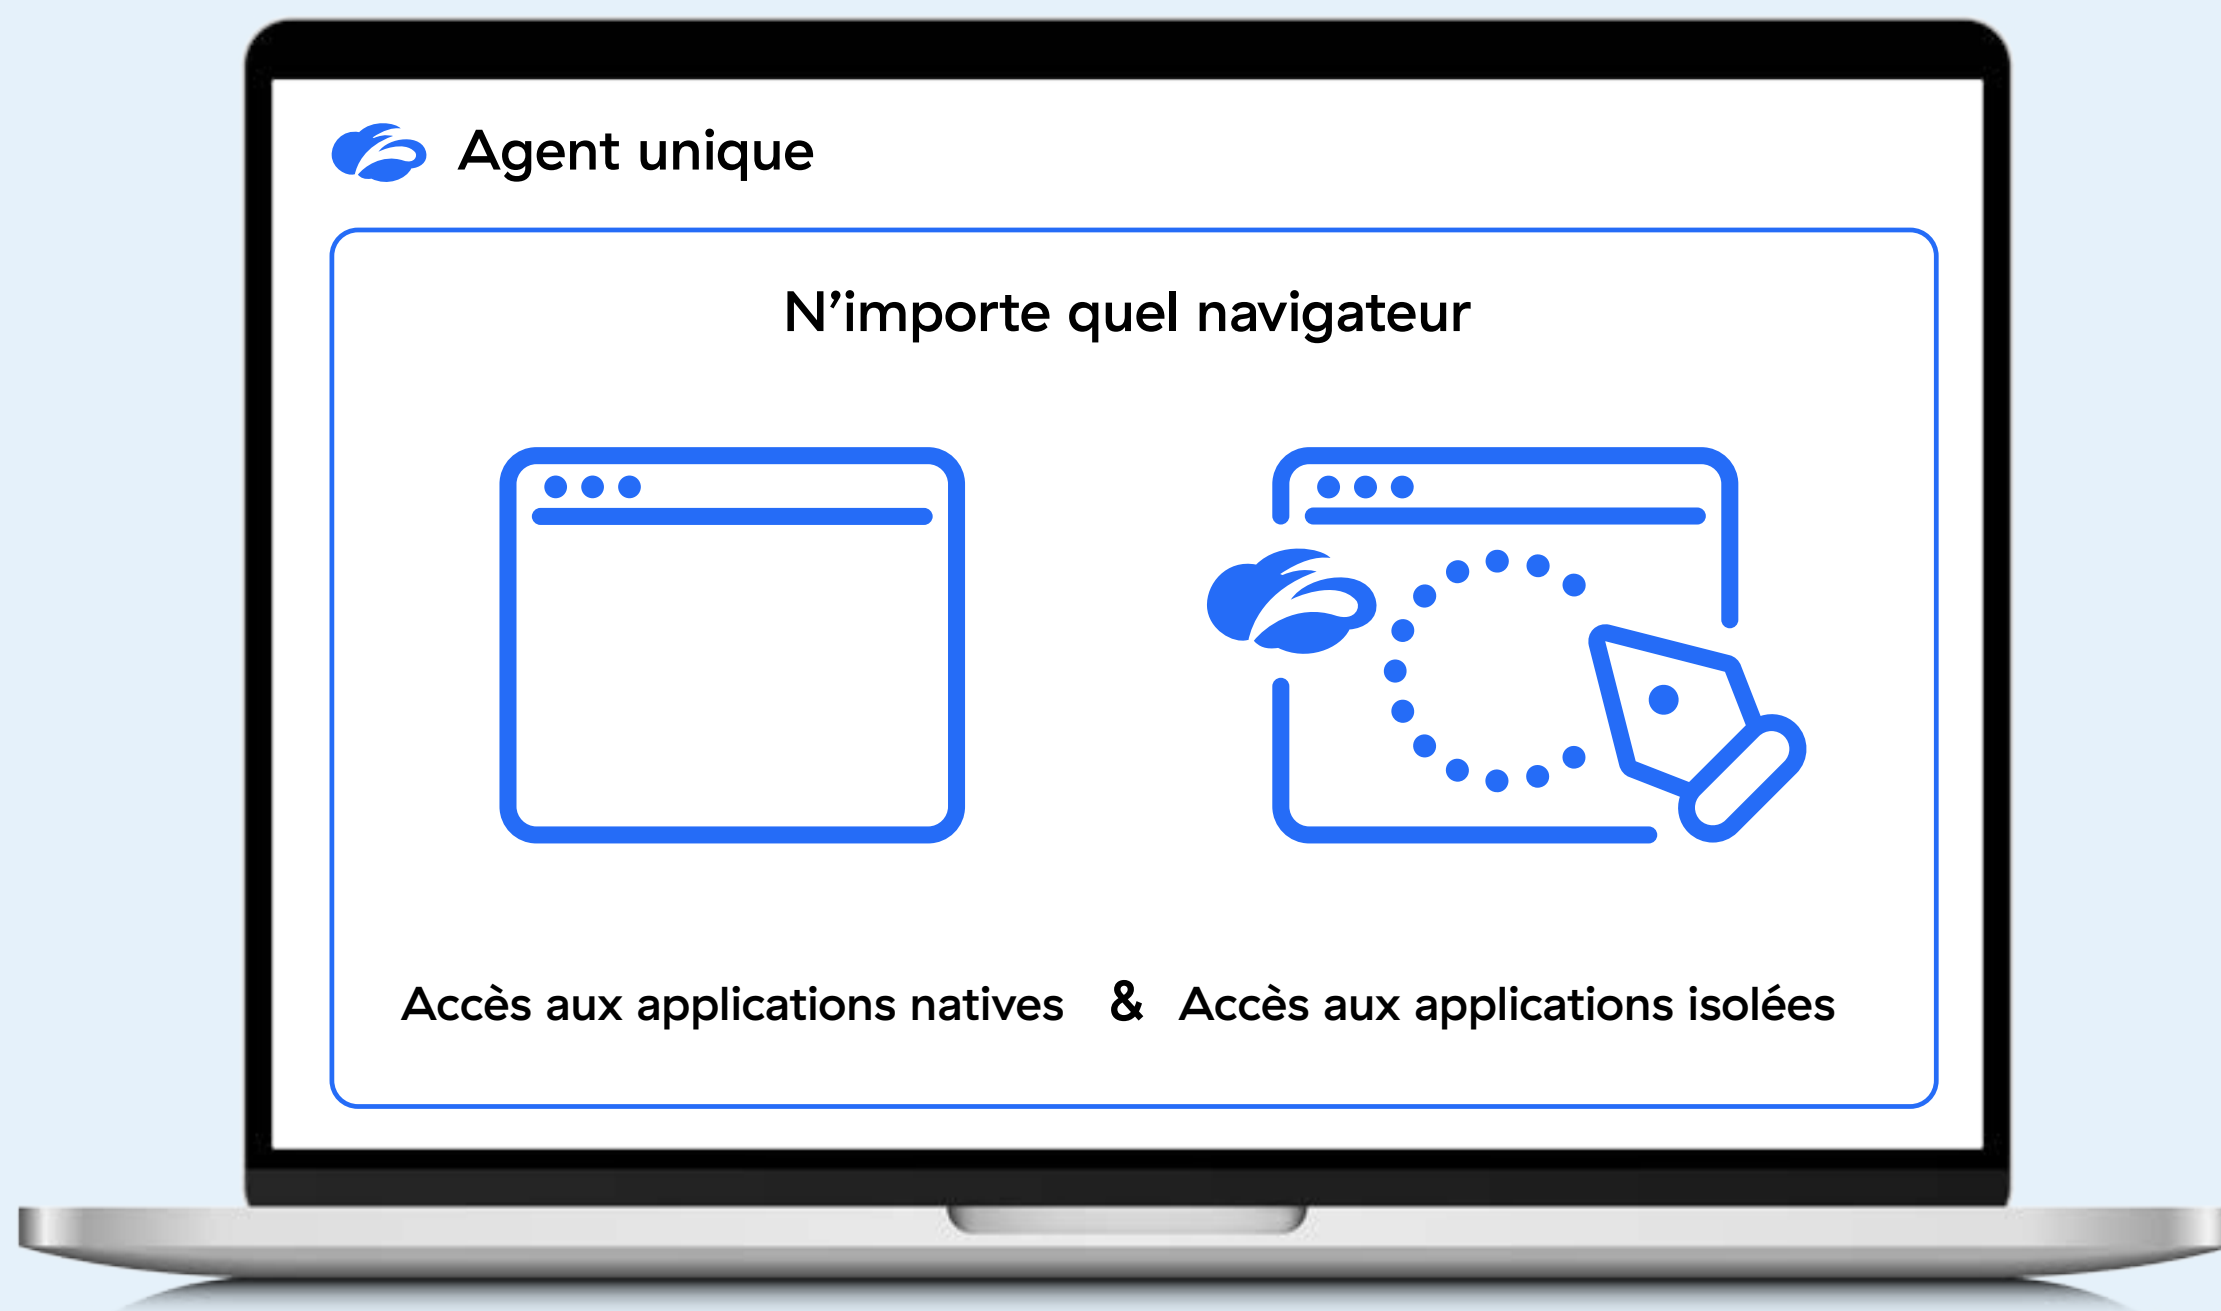 Agent unique
N’importe quel navigateur
Accès aux applications natives & Accès aux applications isolées